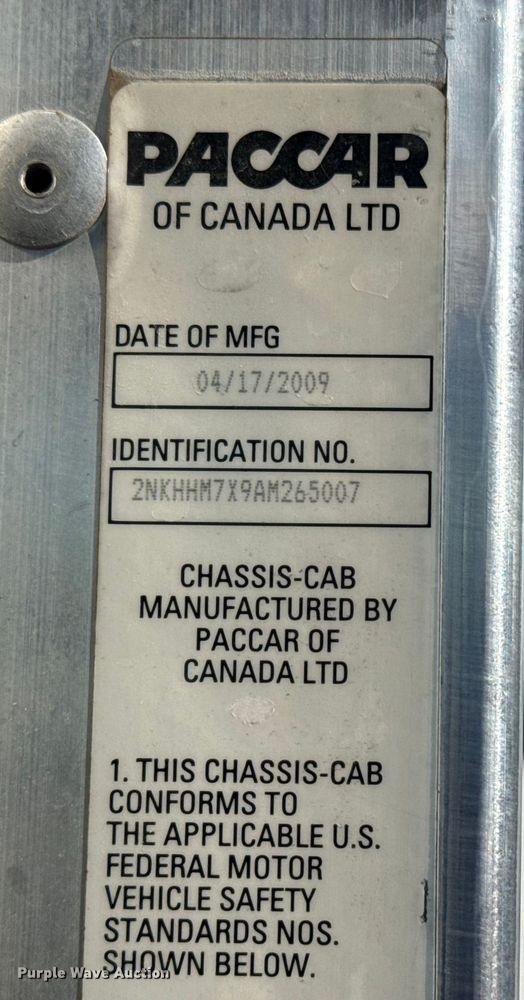 PACCAR
OF CANADA LTD
DATE OF MFG
04/17/2009
IDENTIFICATION NO.
2NKHHM7X9AM265007
CHASSIS-CAB
MANUFACTURED BY
PACCAR OF
CANADA LTD
1. THIS CHASSIS-CAB
CONFORMS TO
THE APPLICABLE U.S.
FEDERAL MOTOR
VEHICLE SAFETY
STANDARDS NOS.
SHOWN BELOW.
Purple Wave Auction